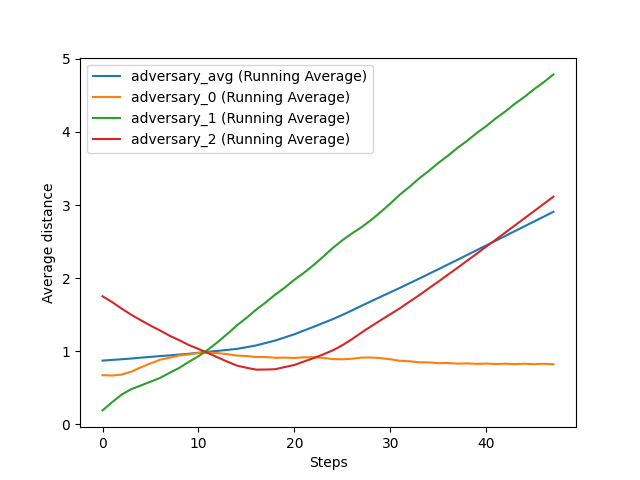 adversary_avg (Running Average)
adversary_0 (Running Average)
adversary_1 (Running Average)
adversary_2 (Running Average)
Average distance
5
4
3
2
1
0
0 10 20 30 40
Steps